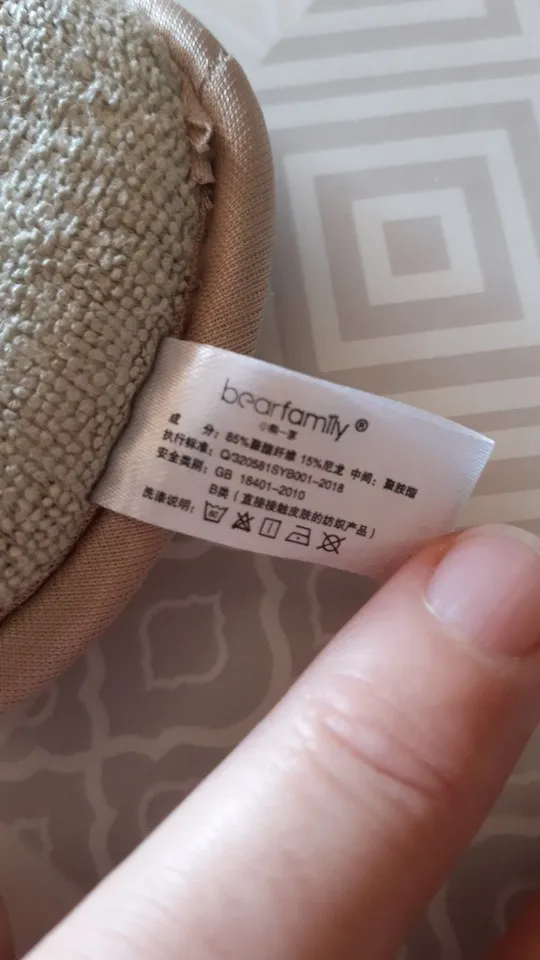 bearfamily®
小熊一家
成 分：85%聚酯纤维 15%尼龙 中间：聚胺酯
执行标准：Q/320581SYB001-2018
安全类别：GB 18401-2010
B类（直接接触皮肤的纺织产品）
洗涤说明：